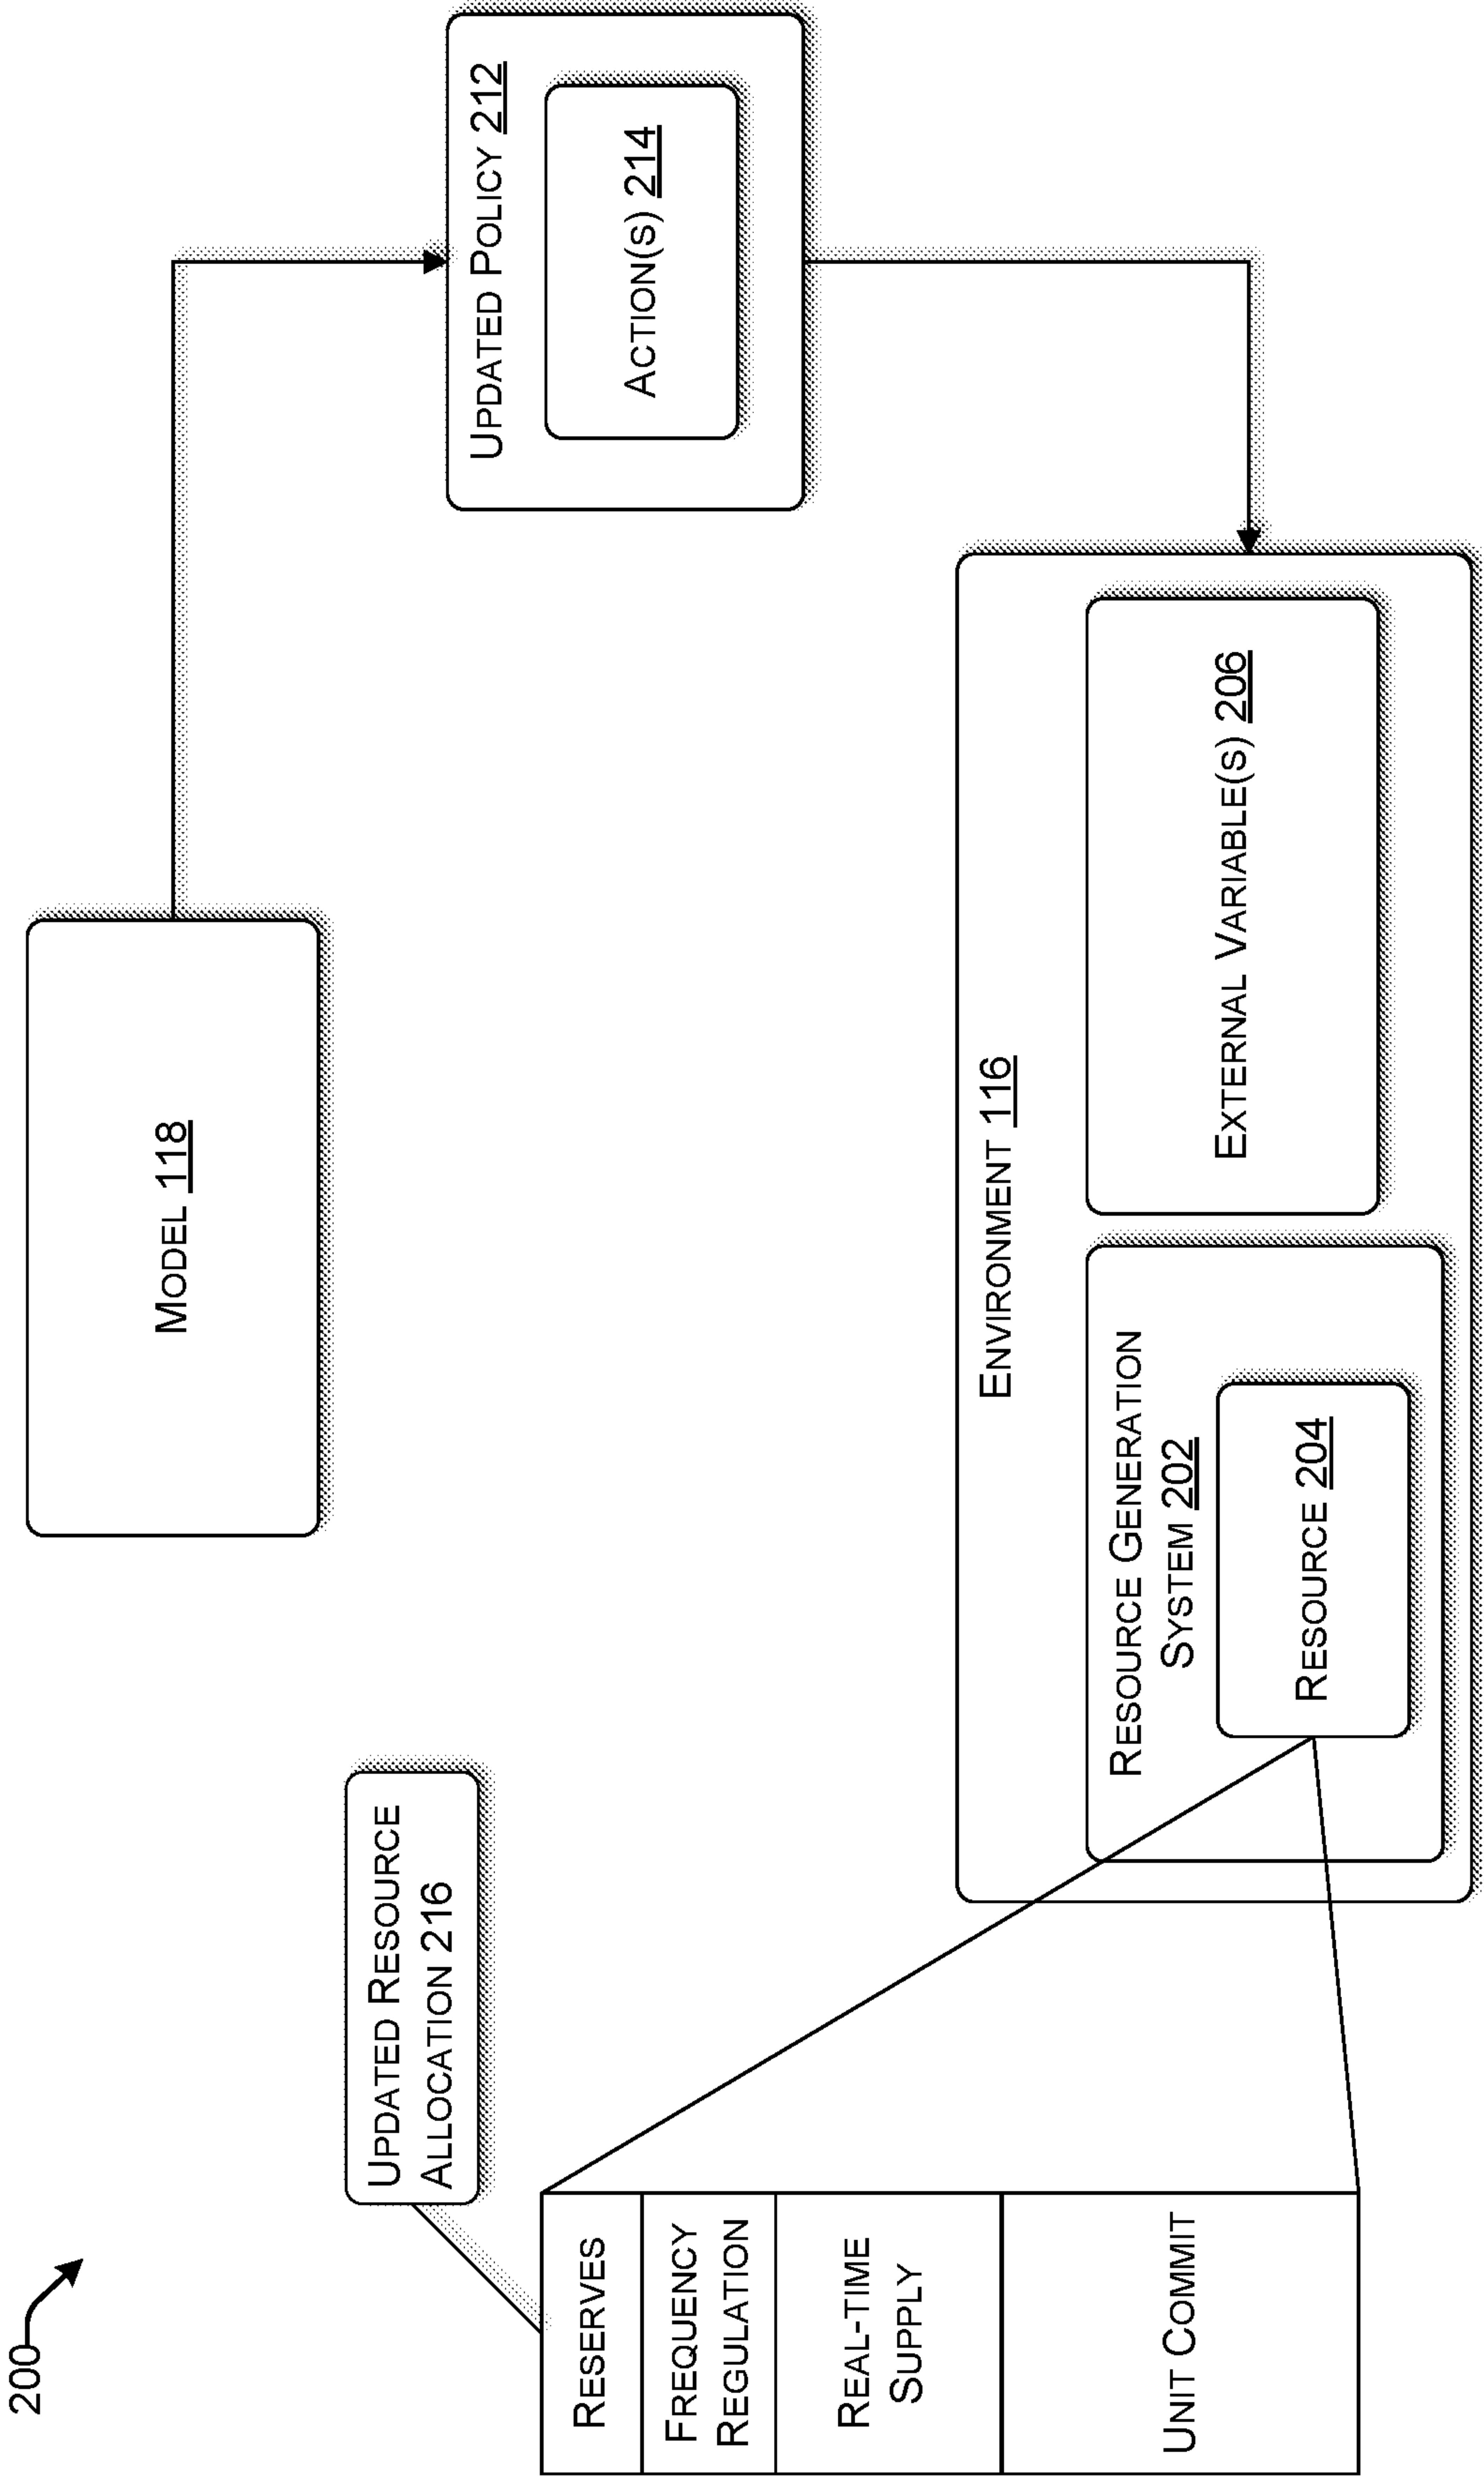 200
MODEL 118
UPDATED RESOURCE
ALLOCATION 216
UPDATED POLICY 212
ACTION(S) 214
RESERVES
FREQUENCY
REGULATION
REAL-TIME
SUPPLY
UNIT COMMIT
ENVIRONMENT 116
RESOURCE GENERATION
SYSTEM 202
RESOURCE 204
EXTERNAL VARIABLE(S) 206